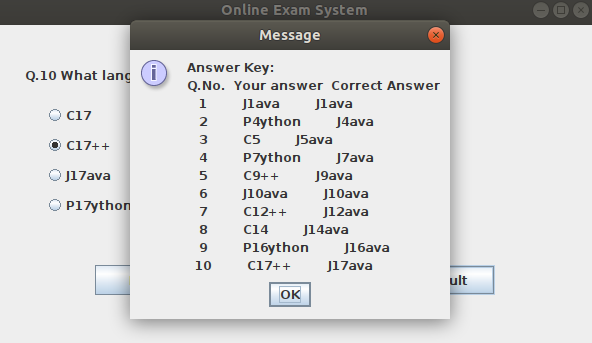 Online Exam System
Message
Answer Key:
Q.No. Your answer Correct Answer
1 J1ava J1ava
2 P4ython J4ava
3 C5 J5ava
4 P7ython J7ava
5 C9++ J9ava
6 J10ava J10ava
7 C12++ J12ava
8 C14 J14ava
9 P16ython J16ava
10 C17++ J17ava
OK
Q.10 What lang
C17
C17++
J17ava
P17ython
ult